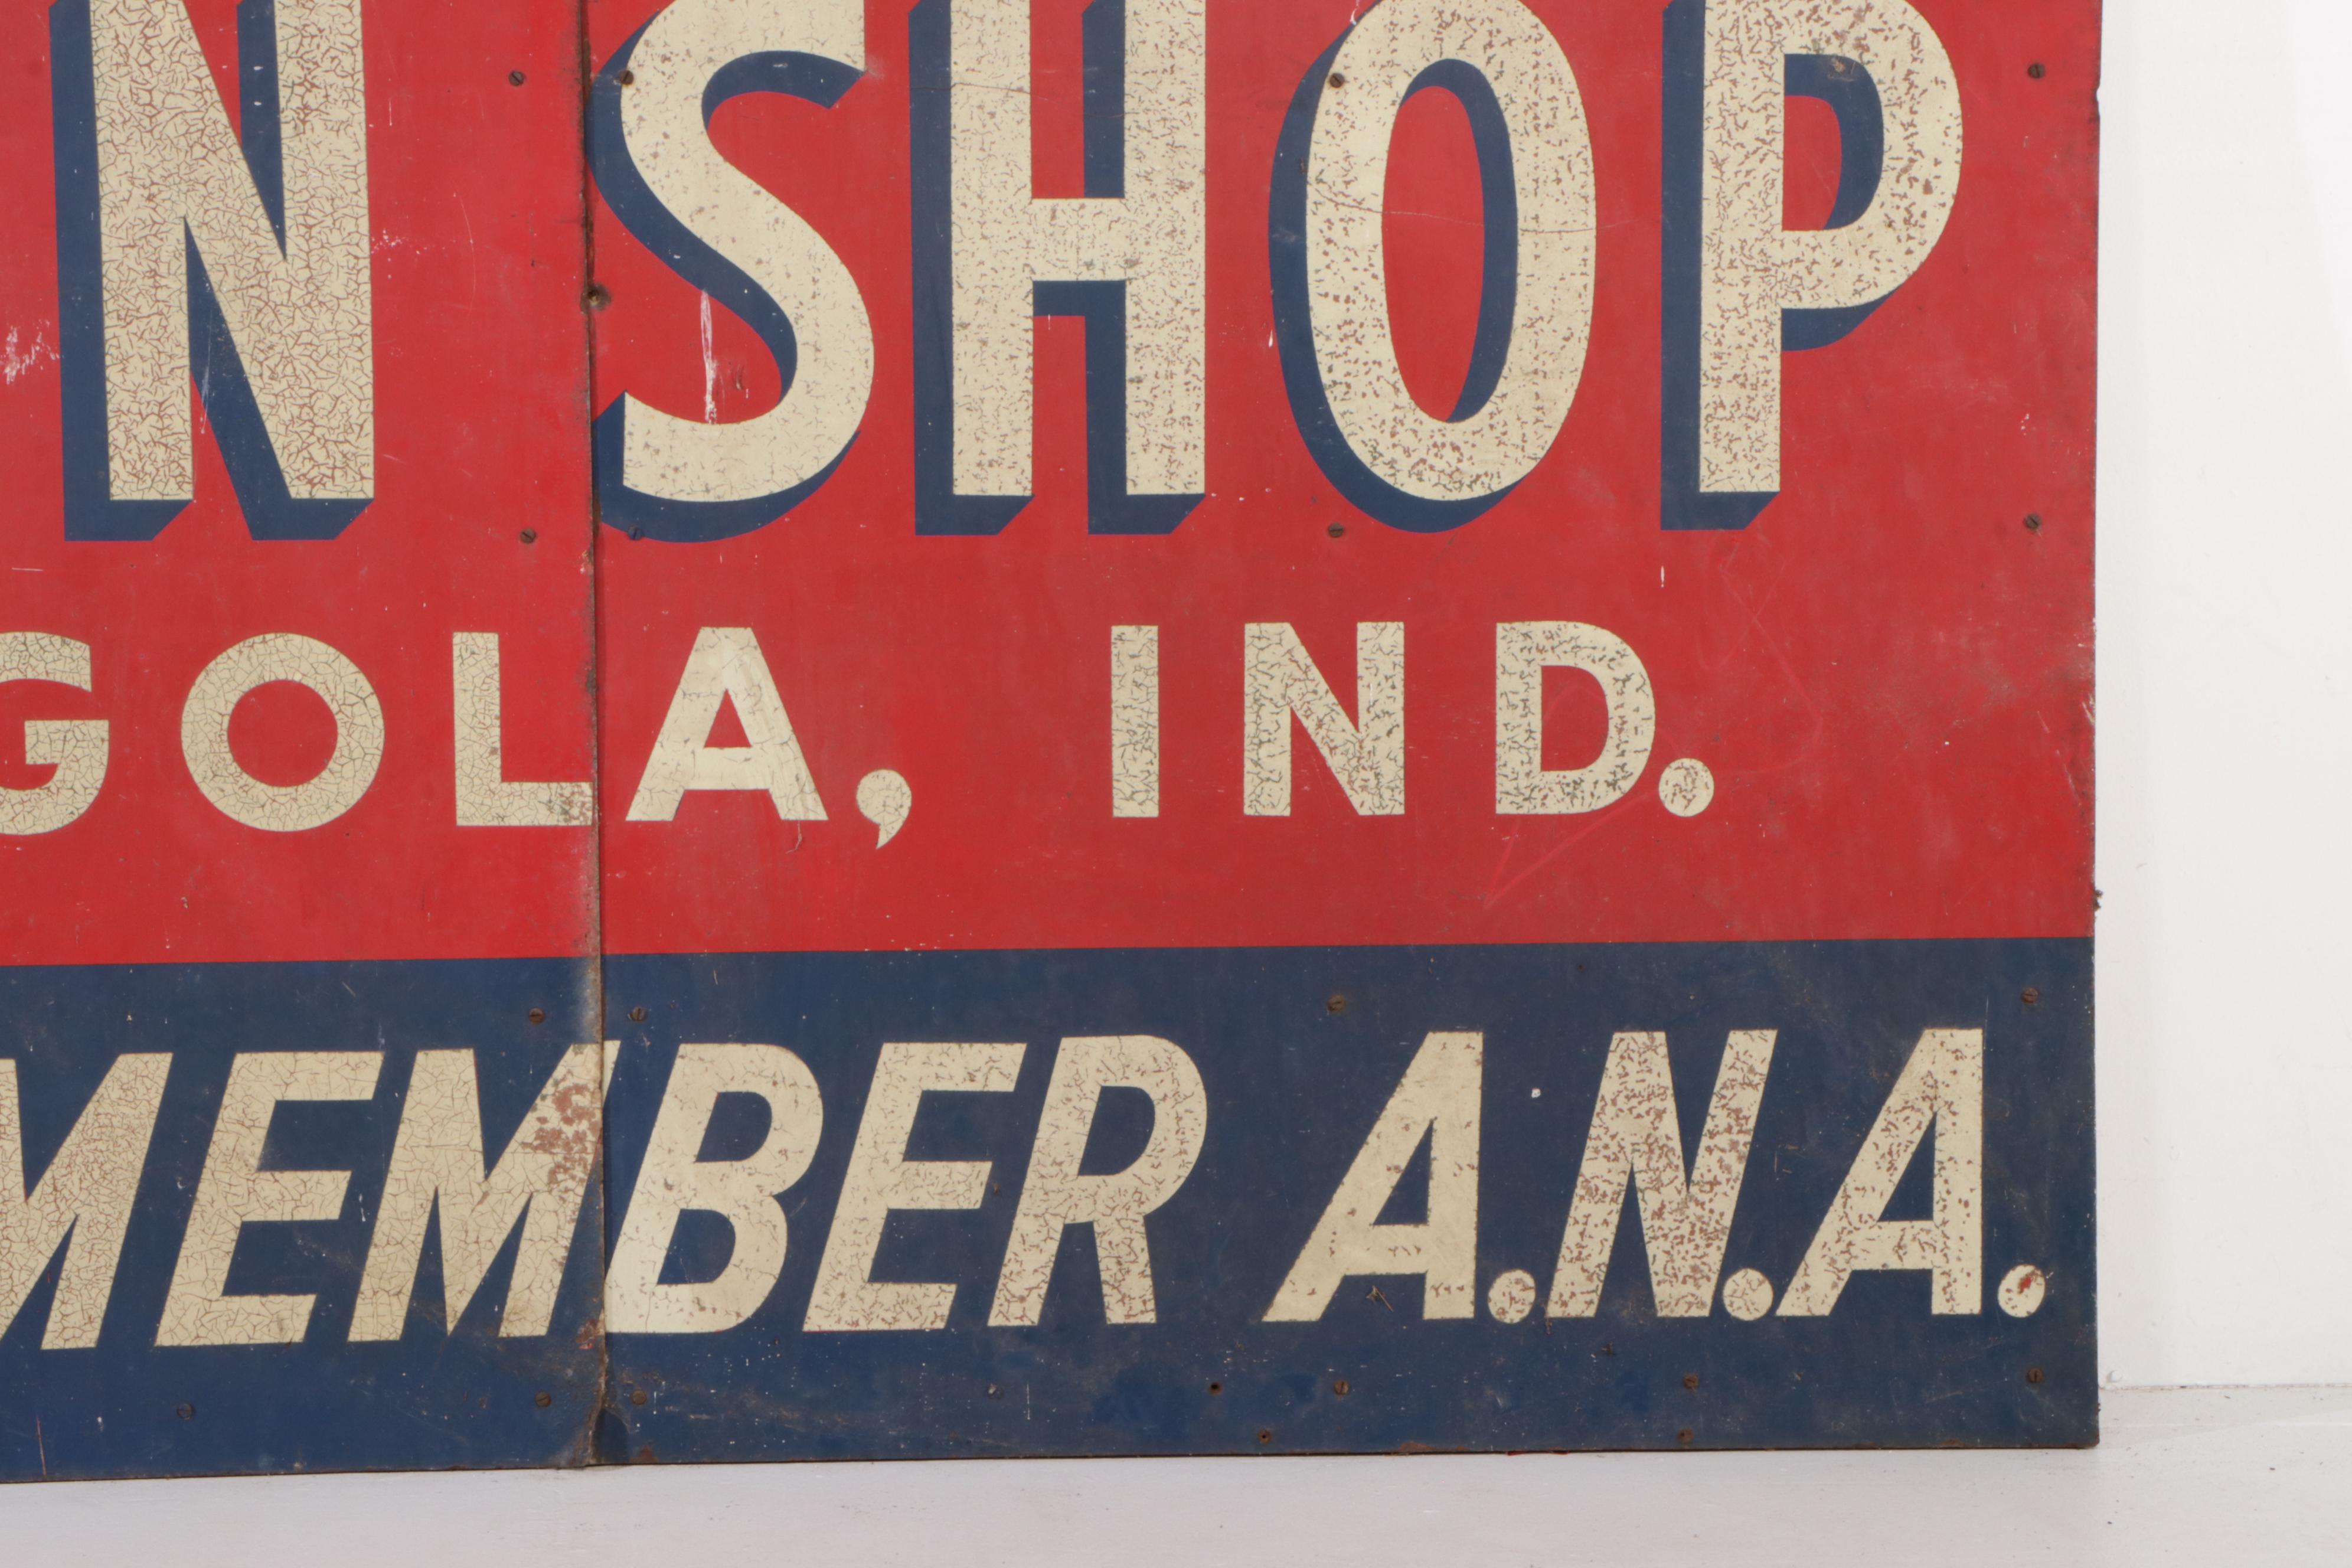 N SHOP
GOLA, IND.
MEMBER A.N.A.